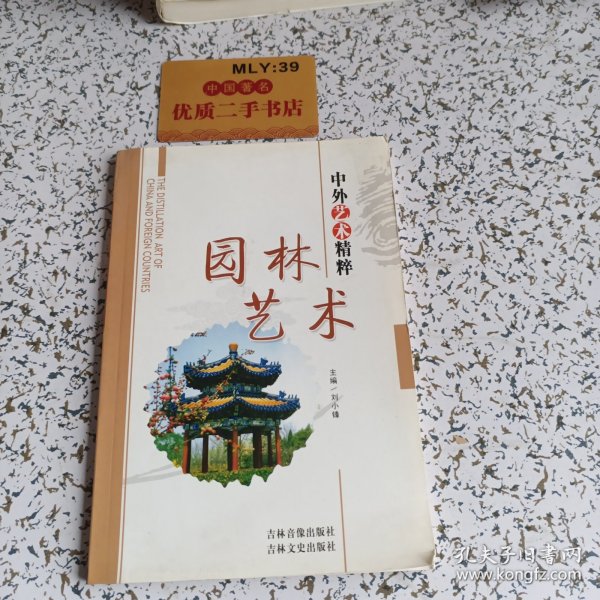 MLY:39
中国著名
优质二手书店
THE DISTILLATION ART OF
CHINA AND FOREIGN COUNTRIES
中外艺术精粹
园林
艺术
主编/刘小锋
吉林音像出版社
吉林文史出版社
孔夫子旧书网
www.kongfz.com